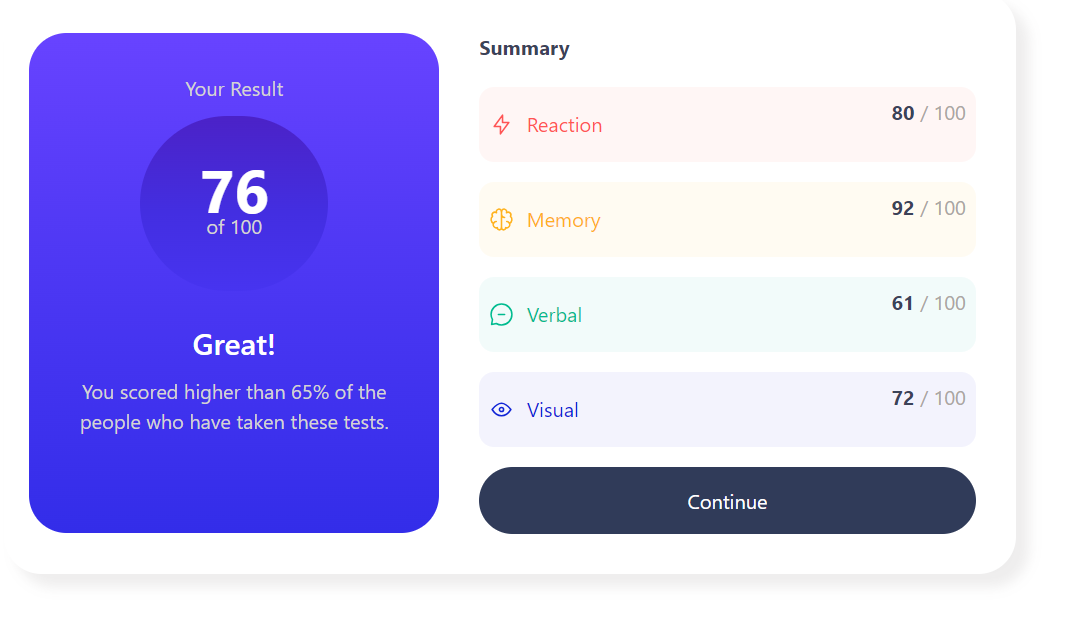 Your Result
76
of 100
Great!
You scored higher than 65% of the
people who have taken these tests.
Summary
Reaction 80 / 100
Memory 92 / 100
Verbal 61 / 100
Visual 72 / 100
Continue